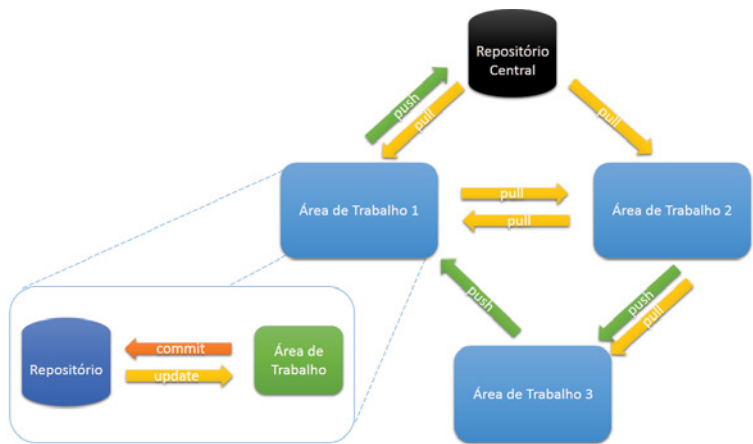 Repositório
Central
push
pull
pull
Área de Trabalho 1
pull
pull
Área de Trabalho 2
push
push
pull
Repositório
commit
update
Área de
Trabalho
Área de Trabalho 3